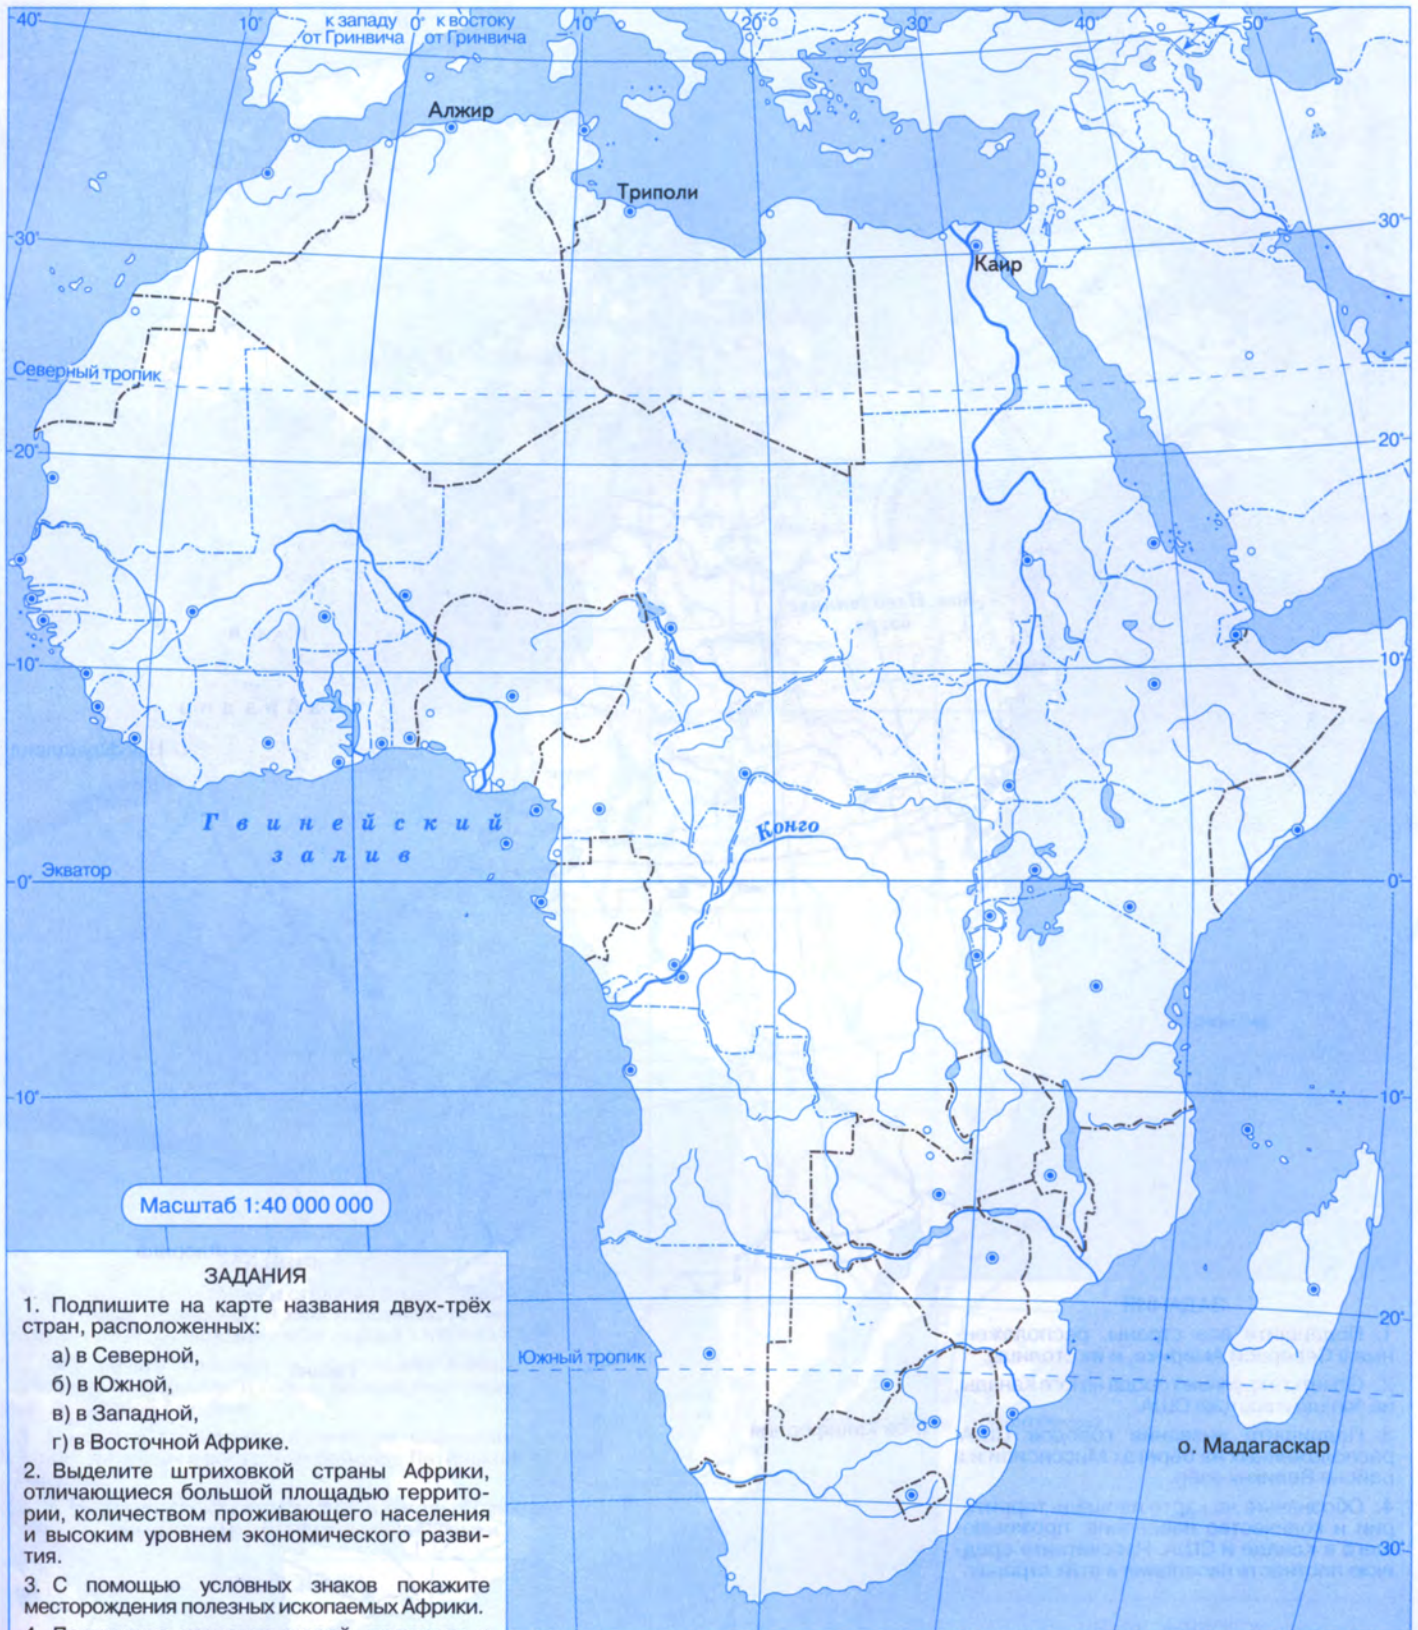 40°
10°
к западу
от Гринвича
0°
к востоку
от Гринвича
10°
20°
30°
40°
50°
Алжир
Триполи
Каир
30°
30°
Северный тропик
20°
20°
10°
10°
Гвинейский
залив
Конго
Экватор
0°
0°
10°
10°
Масштаб 1:40 000 000
20°
Южный тропик
о. Мадагаскар
30°
ЗАДАНИЯ
1. Подпишите на карте названия двух-трёх
стран, расположенных:
а) в Северной,
б) в Южной,
в) в Западной,
г) в Восточной Африке.
2. Выделите штриховкой страны Африки,
отличающиеся большой площадью террито-
рии, количеством проживающего населения
и высоким уровнем экономического разви-
тия.
3. С помощью условных знаков покажите
месторождения полезных ископаемых Африки.